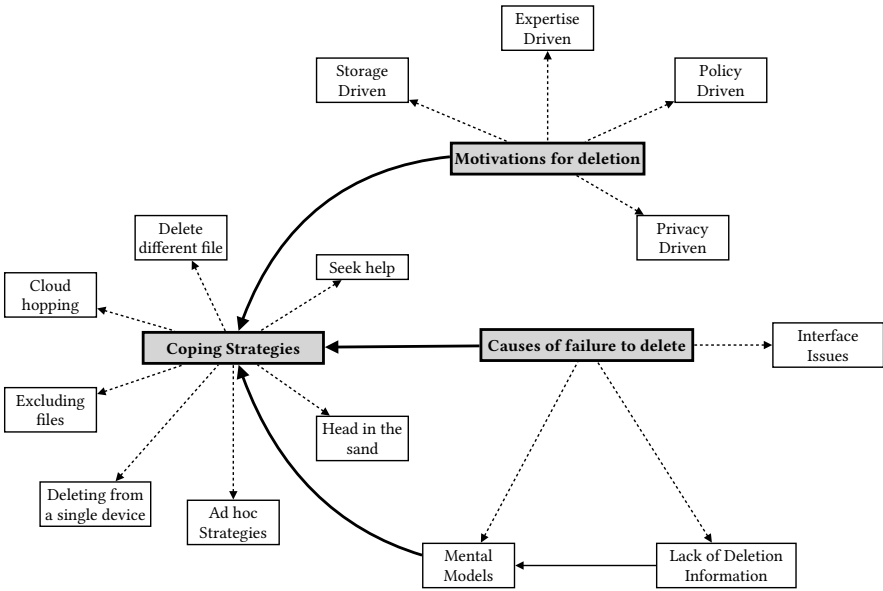 Expertise
Driven
Storage
Driven
Policy
Driven
Motivations for deletion
Privacy
Driven
Delete
different file
Seek help
Cloud
hopping
Coping Strategies
Causes of failure to delete
Interface
Issues
Excluding
files
Head in the
sand
Deleting from
a single device
Ad hoc
Strategies
Mental
Models
Lack of Deletion
Information